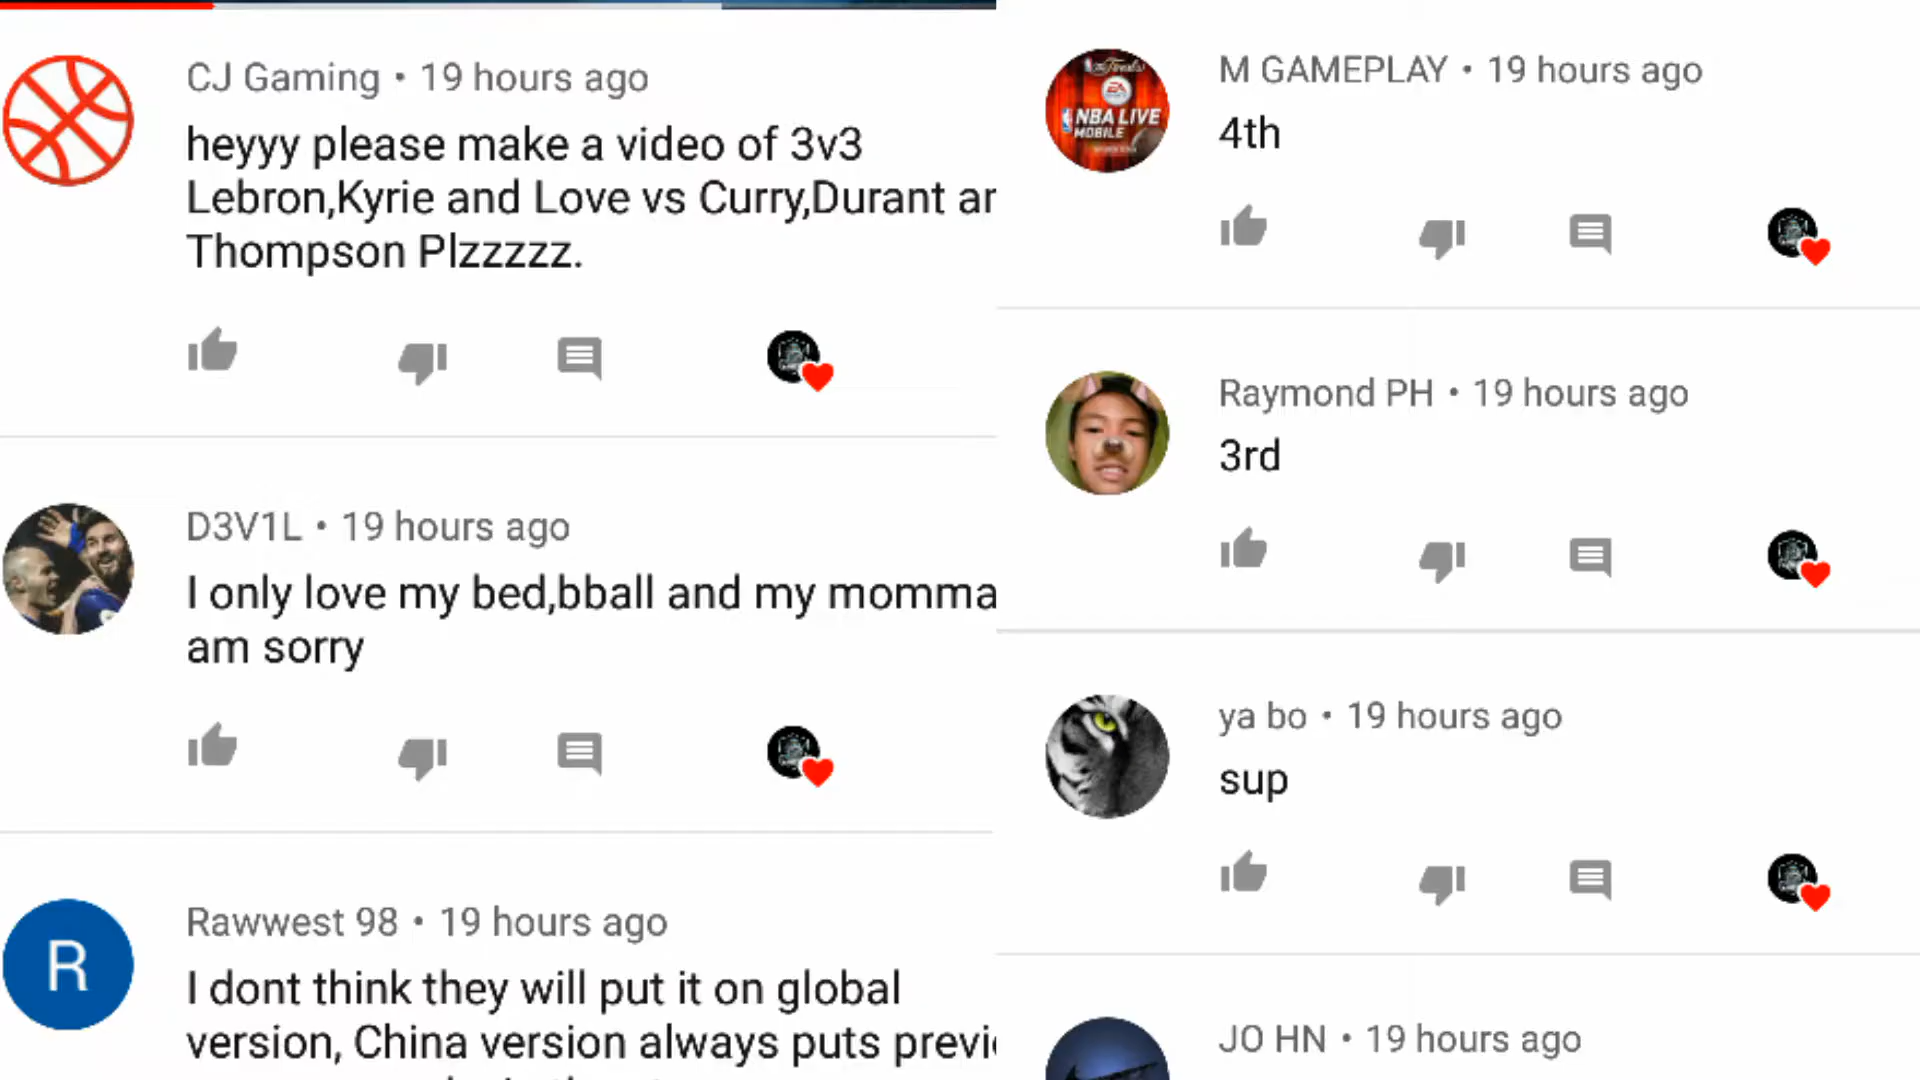 CJ Gaming • 19 hours ago
heyyy please make a video of 3v3
Lebron,Kyrie and Love vs Curry,Durant
Thompson Plzzzzz.
D3V1L • 19 hours ago
I only love my bed,bball and my momma
am sorry
R
Rawwest 98 • 19 hours ago
I dont think they will put it on global
version, China version always puts
M GAMEPLAY • 19 hours ago
4th
The Finals
EA
NBA LIVE
MOBILE
Raymond PH • 19 hours ago
3rd
ya bo • 19 hours ago
sup
JO HN • 19 hours ago